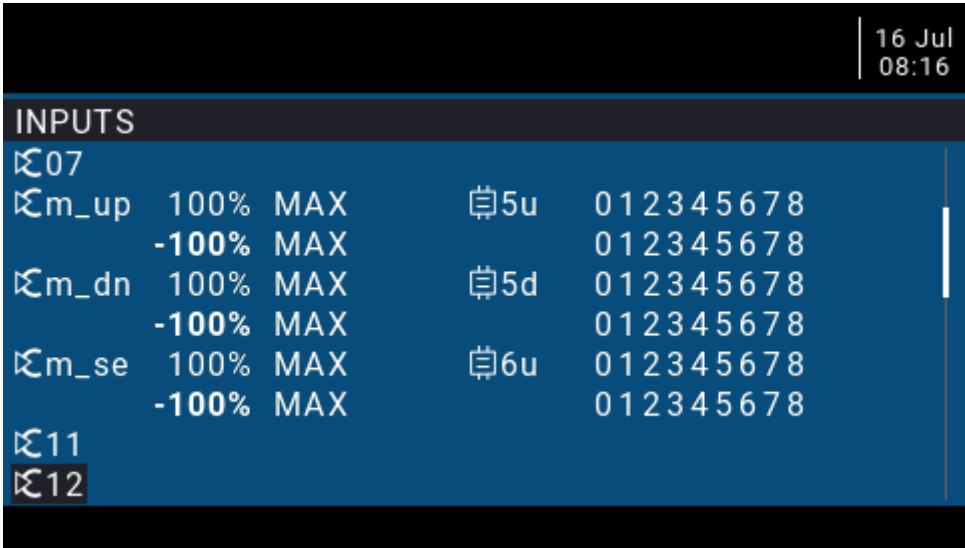 16 Jul
08:16
INPUTS
07
m_up 100% MAX 5u 012345678
-100% MAX 012345678
m_dn 100% MAX 5d 012345678
-100% MAX 012345678
m_se 100% MAX 6u 012345678
-100% MAX 012345678
11
12